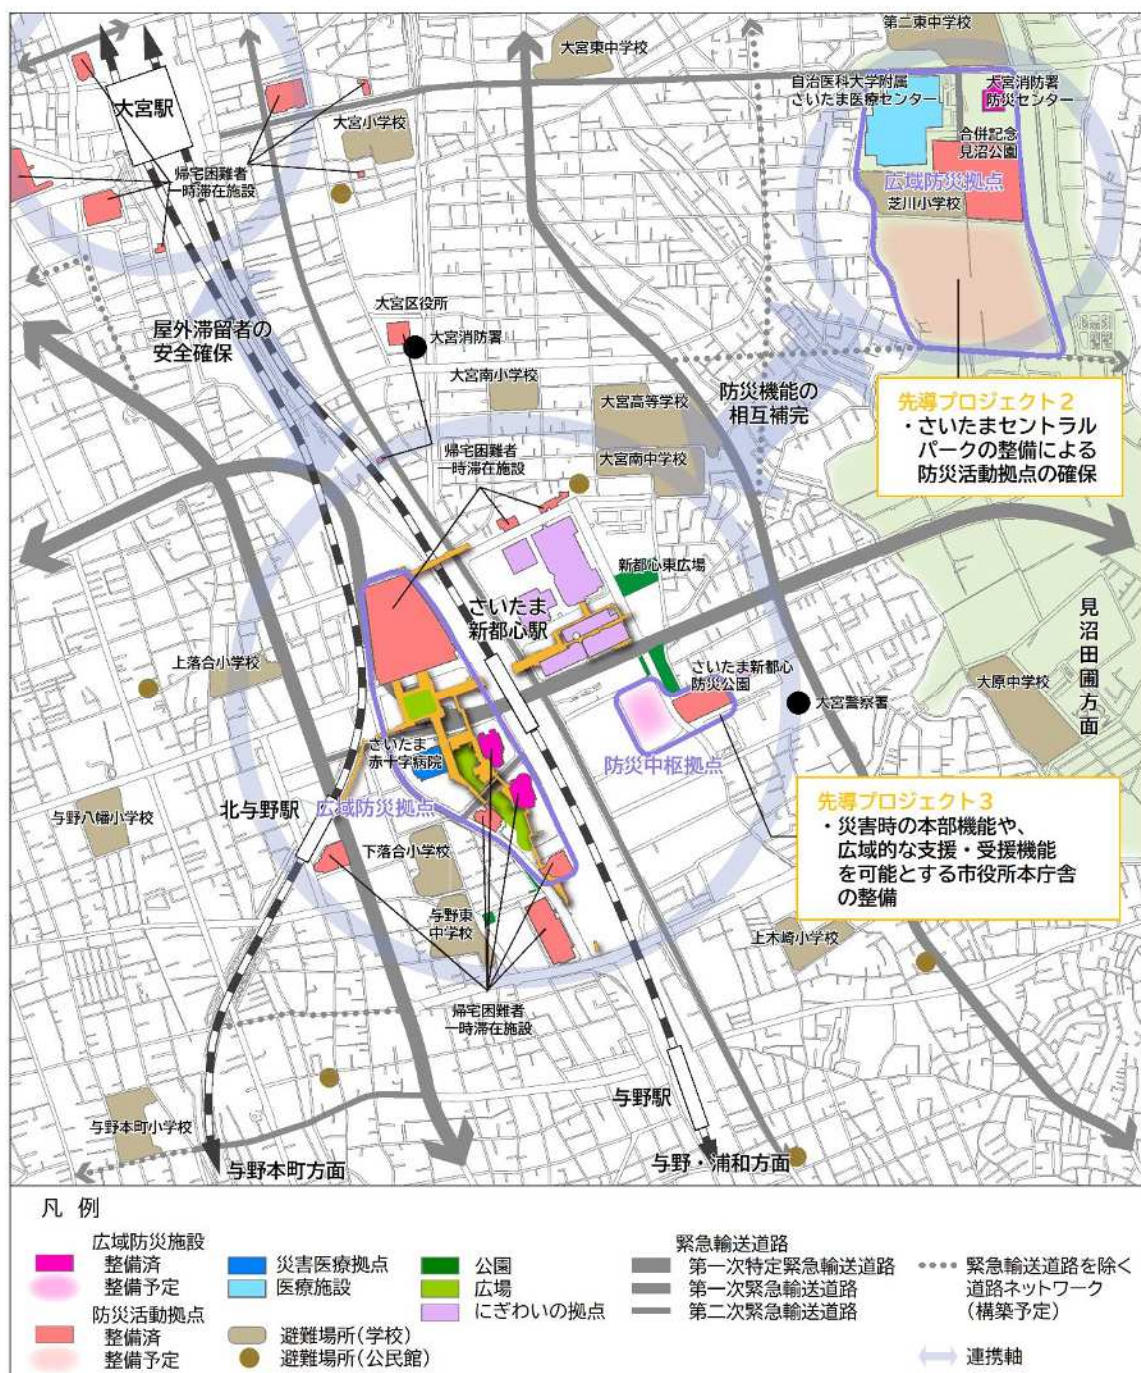 第二東中学校
大宮東中学校
自治医科大学附属
さいたま医療センター
大宮消防署
防災センター
大宮駅
大宮小学校
合併記念
見沼公園
帰宅困難者
一時滞在施設
広域防災拠点
芝川小学校
大宮区役所
大宮消防署
屋外滞留者の
安全確保
大宮南小学校
大宮高等学校
防災機能の
相互補完
先導プロジェクト2
・さいたまセントラル
パークの整備による
防災活動拠点の確保
帰宅困難者
一時滞在施設
大宮南中学校
新都心東広場
さいたま
新都心駅
見沼田圃方面
上落合小学校
さいたま新都心
防災公園
大原中学校
大宮警察署
さいたま
赤十字病院
防災中枢拠点
北与野駅
広域防災拠点
与野八幡小学校
下落合小学校
先導プロジェクト3
・災害時の本部機能や、
広域的な支援・受援機能
を可能とする市役所本庁舎
の整備
与野東
中学校
上木崎小学校
帰宅困難者
一時滞在施設
与野駅
与野本町小学校
与野本町方面
与野・浦和方面
凡 例
広域防災施設
整備済
整備予定
防災活動拠点
整備済
整備予定
災害医療拠点
医療施設
避難場所(学校)
避難場所(公民館)
公園
広場
にぎわいの拠点
緊急輸送道路
第一次特定緊急輸送道路
第一次緊急輸送道路
第二次緊急輸送道路
緊急輸送道路を除く
道路ネットワーク
(構築予定)
連携軸